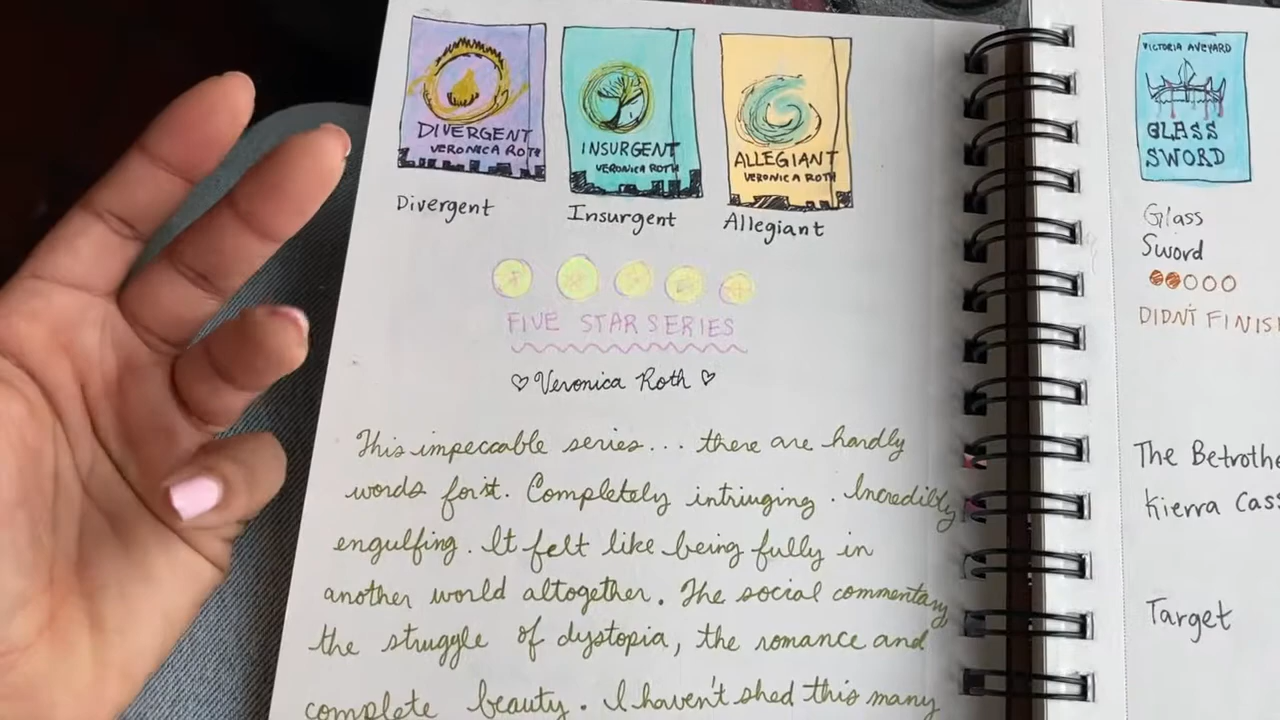 DIVERGENT
VERONICA ROTH
INSURGENT
VERONICA ROTH
ALLEGIANT
VERONICA ROTH
Divergent
Insurgent
Allegiant
FIVE STAR SERIES
♡ Veronica Roth ♡
This impeccable series... there are hardly
words for it. Completely intriuging. Incredibly
engulfing. It felt like being fully in
another world altogether. The social commentary
the struggle of dystopia, the romance and
complete beauty. I haven't shed this many
VICTORIA AVEYARD
GLASS
SWORD
Glass
Sword
DIDN'T FINIS
The Betrothe
Kierra Cass
Target